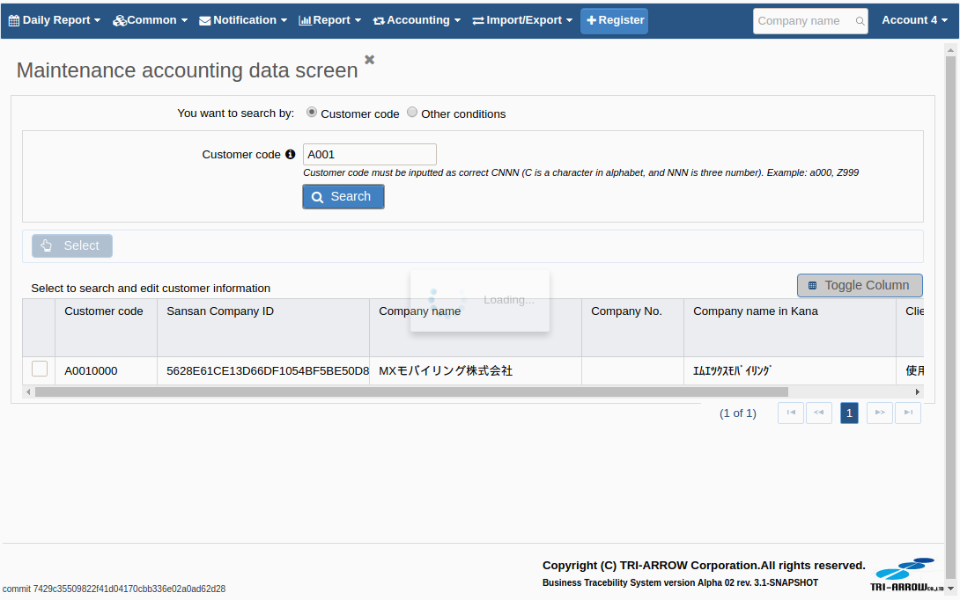 Daily Report Common Notification Report Accounting Import/Export Register Company name Account 4
Maintenance accounting data screen
You want to search by: Customer code Other conditions
Customer code A001
Customer code must be inputted as correct CNNN (C is a character in alphabet, and NNN is three number). Example: a000, Z999
Search
Select
Select to search and edit customer information
Toggle Column
Loading...
Customer code Sansan Company ID Company name Company No. Company name in Kana Clie
A0010000 5628E61CE13D66DF1054BF5BE50D8 MXモバイリング株式会社 ｴﾑｴｯｸｽﾓﾊﾞｲﾘﾝｸﾞ 使用
(1 of 1) 1
Copyright (C) TRI-ARROW Corporation.All rights reserved.
Business Tracebility System version Alpha 02 rev. 3.1-SNAPSHOT
TRI-ARROW CO.,LTD
commit 7429c35509822f41d04170cbb336e02a0ad62d28